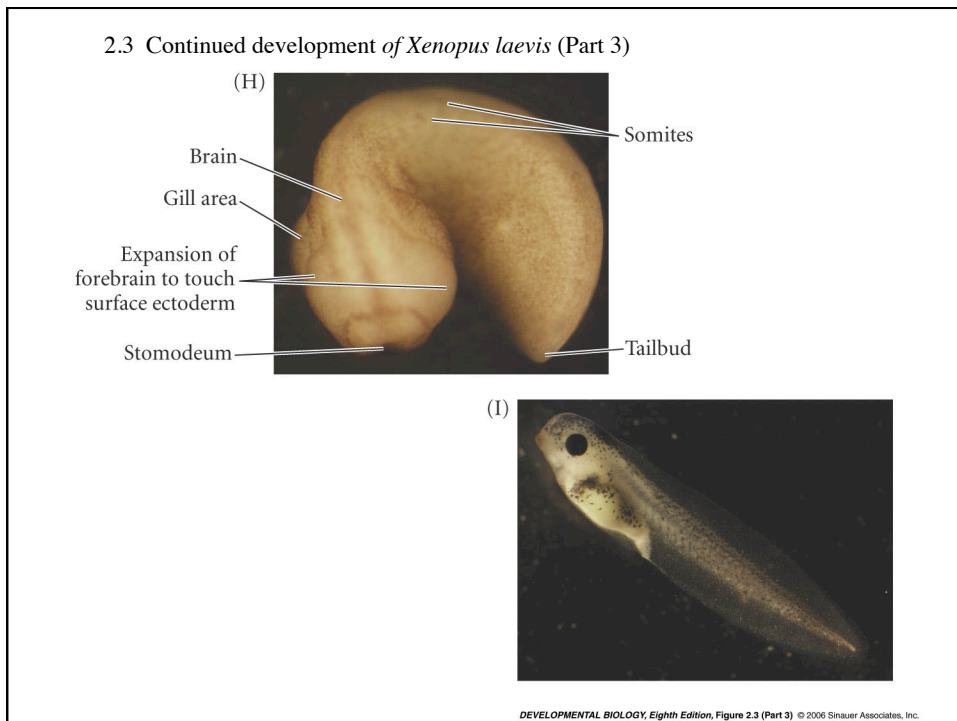 2.3 Continued development of Xenopus laevis (Part 3)
(H)
Somites
Brain
Gill area
Expansion of
forebrain to touch
surface ectoderm
Stomodeum
Tailbud
(I)
DEVELOPMENTAL BIOLOGY, Eighth Edition, Figure 2.3 (Part 3) © 2006 Sinauer Associates, Inc.